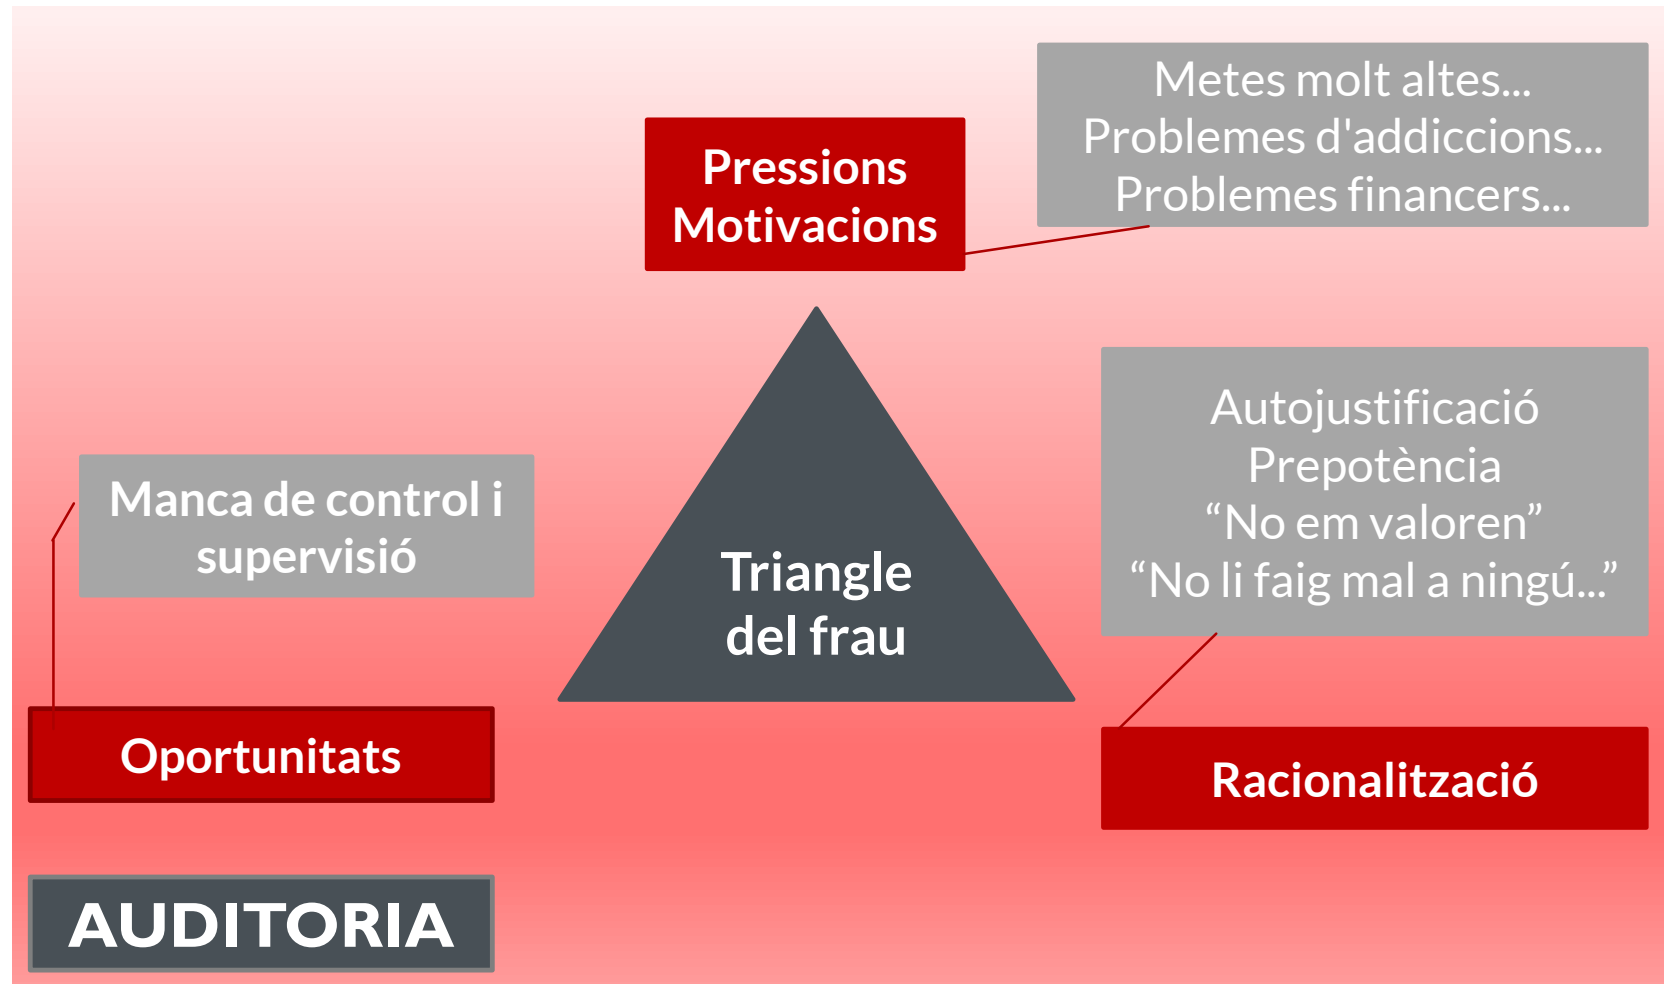 Metes molt altes...
Problemes d'addiccions...
Problemes financers...
Pressions
Motivacions
Autojustificació
Prepotència
“No em valoren”
“No li faig mal a ningú...”
Manca de control i
supervisió
Triangle
del frau
Oportunitats
Racionalització
AUDITORIA